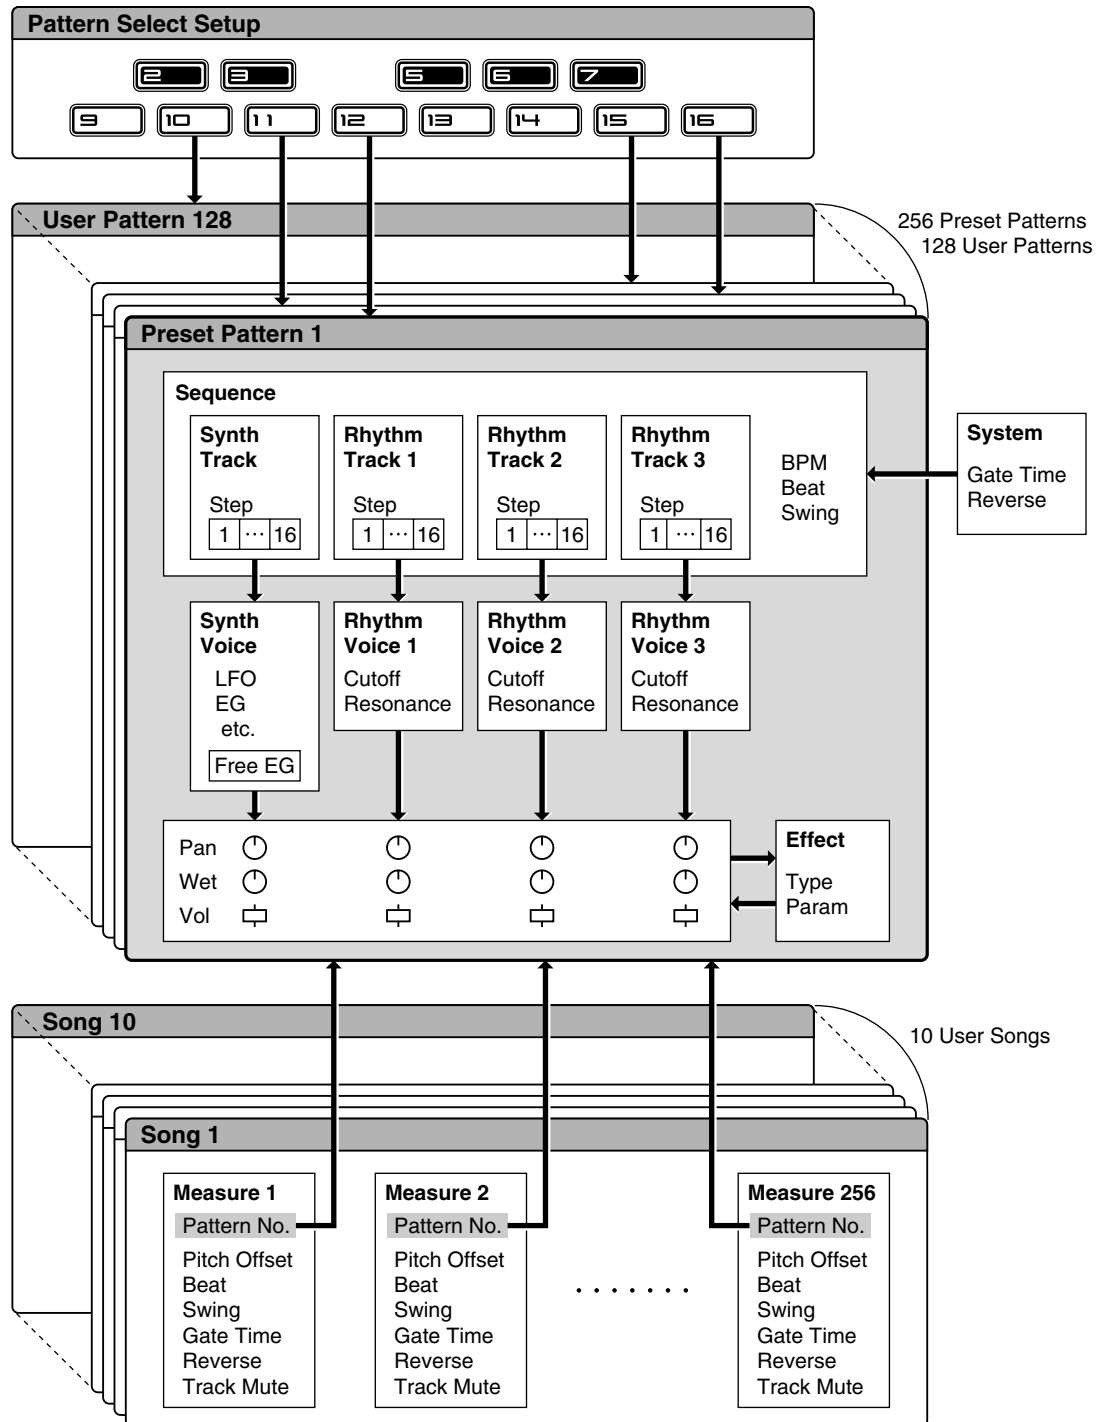 Pattern Select Setup
2 3 5 6 7
9 10 11 12 13 14 15 16
User Pattern 128
256 Preset Patterns
128 User Patterns
Preset Pattern 1
Sequence
Synth
Track
Step
1 ··· 16
Rhythm
Track 1
Step
1 ··· 16
Rhythm
Track 2
Step
1 ··· 16
Rhythm
Track 3
Step
1 ··· 16
BPM
Beat
Swing
System
Gate Time
Reverse
Synth
Voice
LFO
EG
etc.
Free EG
Rhythm
Voice 1
Cutoff
Resonance
Rhythm
Voice 2
Cutoff
Resonance
Rhythm
Voice 3
Cutoff
Resonance
Pan
Wet
Vol
Effect
Type
Param
Song 10
10 User Songs
Song 1
Measure 1
Pattern No.
Pitch Offset
Beat
Swing
Gate Time
Reverse
Track Mute
Measure 2
Pattern No.
Pitch Offset
Beat
Swing
Gate Time
Reverse
Track Mute
· · · · · · ·
Measure 256
Pattern No.
Pitch Offset
Beat
Swing
Gate Time
Reverse
Track Mute